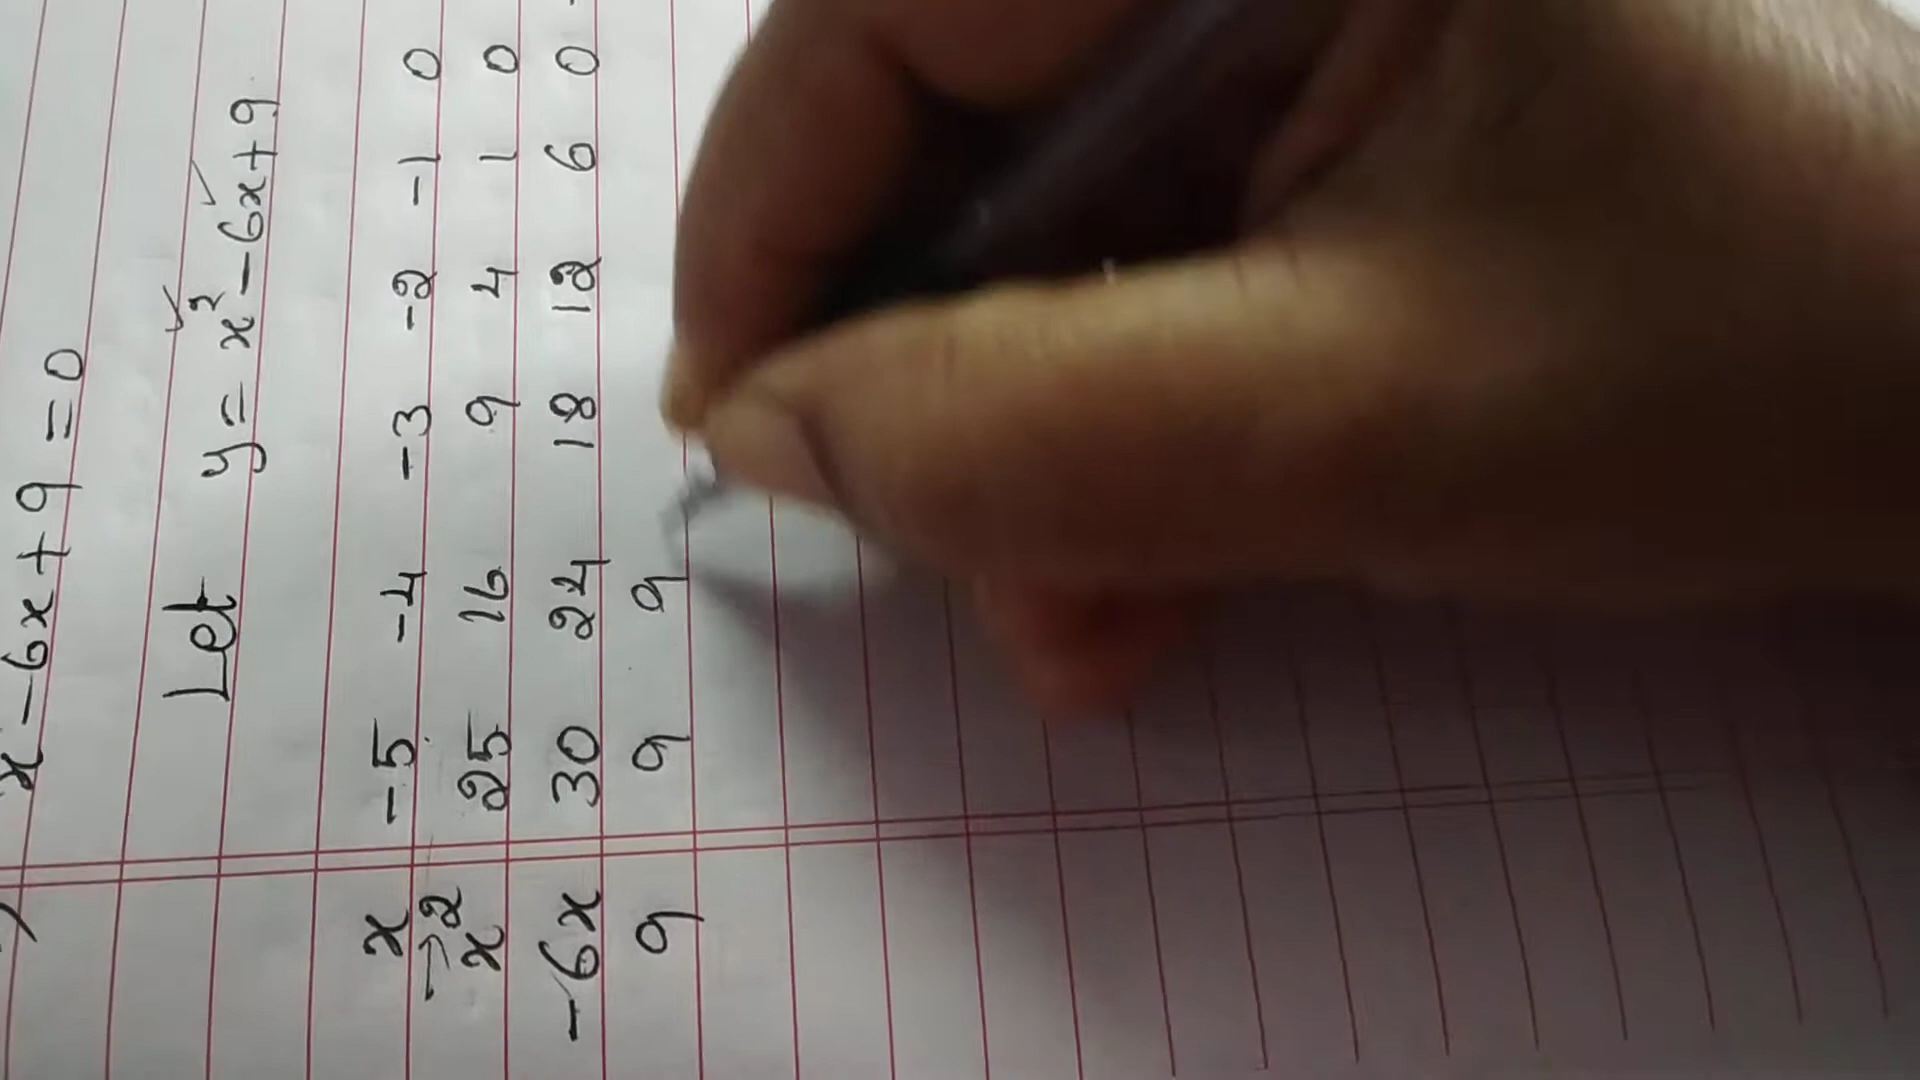 x - 6x + 9 = 0
Let y = x² - 6x + 9
x -5 -4 -3 -2 -1 0
→ x² 25 16 9 4 1 0
-6x 30 24 18 12 6 0
9 9 9